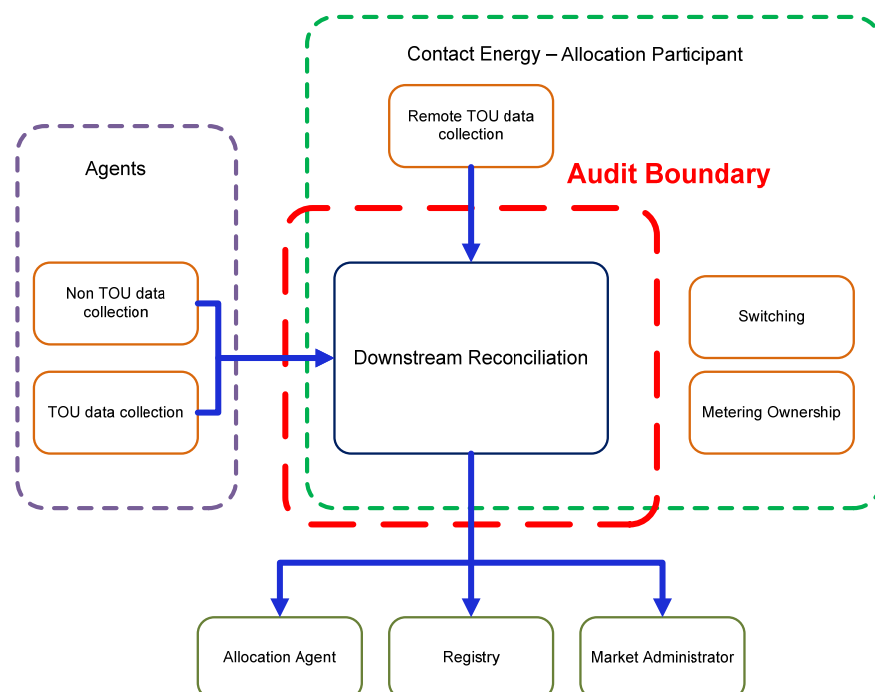 Contact Energy – Allocation Participant
Remote TOU data
collection
Agents
Audit Boundary
Non TOU data
collection
Downstream Reconciliation
Switching
TOU data collection
Metering Ownership
Allocation Agent
Registry
Market Administrator